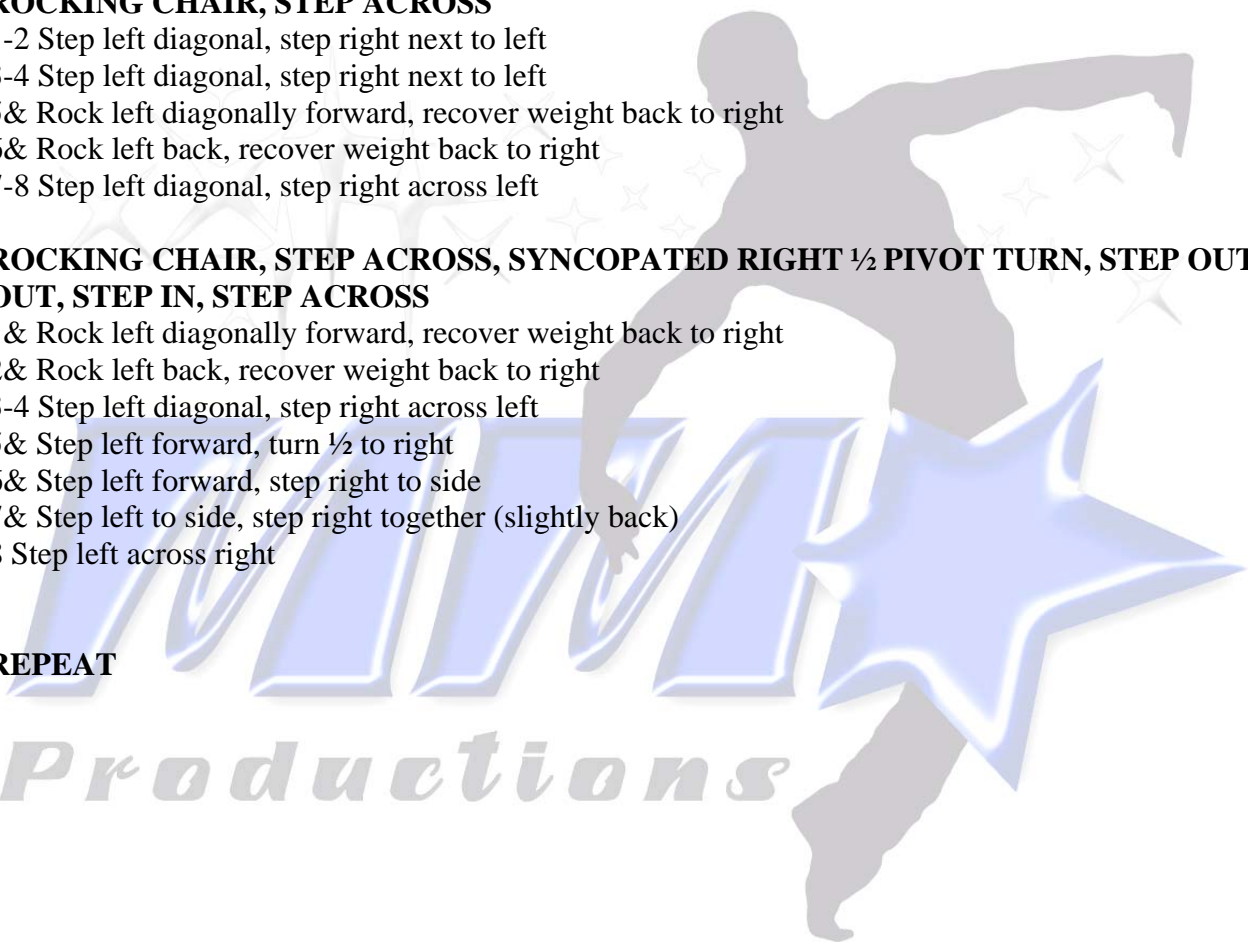 ROCKING CHAIR, STEP ACROSS
-2 Step left diagonal, step right next to left
-4 Step left diagonal, step right next to left
& Rock left diagonally forward, recover weight back to right
& Rock left back, recover weight back to right
-8 Step left diagonal, step right across left
ROCKING CHAIR, STEP ACROSS, SYNCOPATED RIGHT ½ PIVOT TURN, STEP OUT
OUT, STEP IN, STEP ACROSS
& Rock left diagonally forward, recover weight back to right
& Rock left back, recover weight back to right
-4 Step left diagonal, step right across left
& Step left forward, turn ½ to right
& Step left forward, step right to side
& Step left to side, step right together (slightly back)
Step left across right
REPEAT
MM
Productions